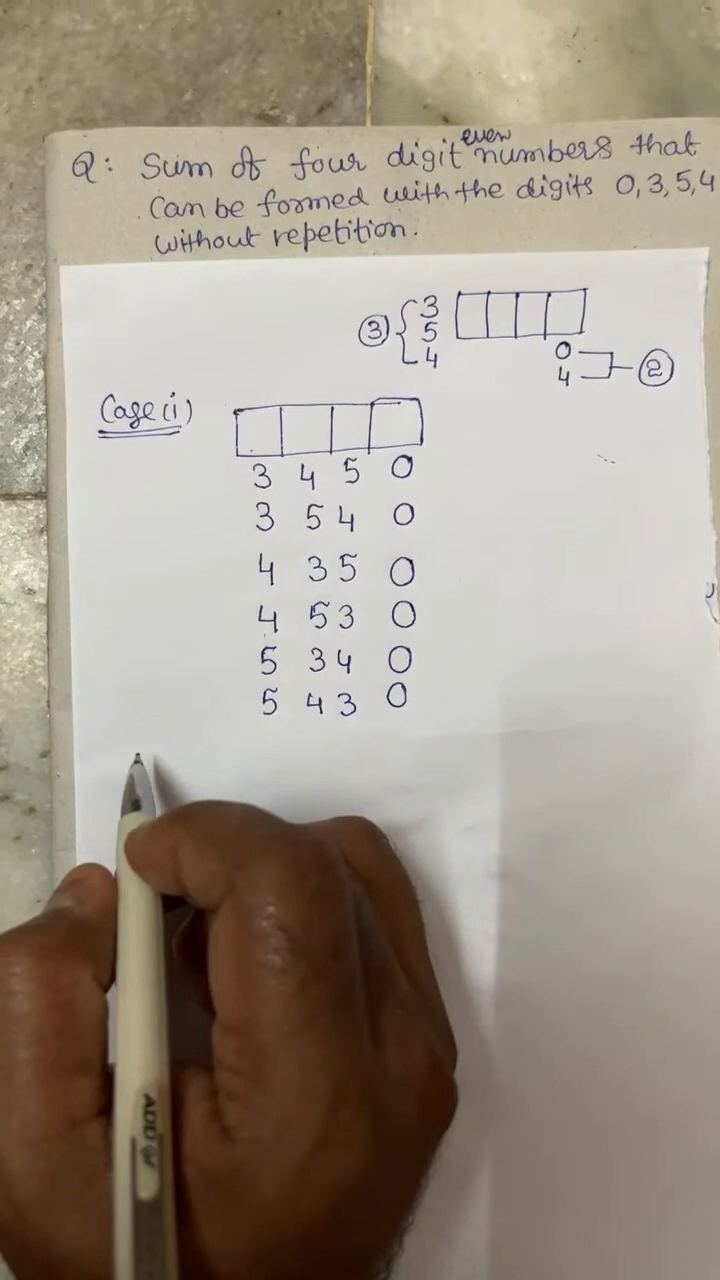 Q: Sum of four digit even numbers that
can be formed with the digits 0,3,5,4
without repetition.
3 3
5
4
0
4 2
Case (i)
3 4 5 0
3 5 4 0
4 3 5 0
4 5 3 0
5 3 4 0
5 4 3 0
ADD